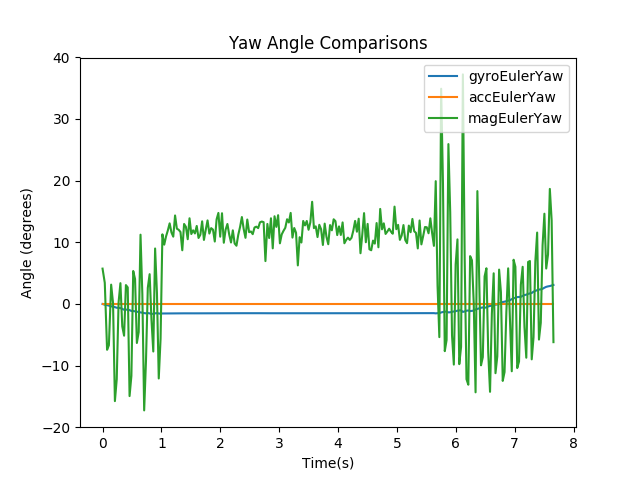 Yaw Angle Comparisons
gyroEulerYaw
accEulerYaw
magEulerYaw
40
30
20
10
0
−10
−20
Angle (degrees)
0 1 2 3 4 5 6 7 8
Time(s)